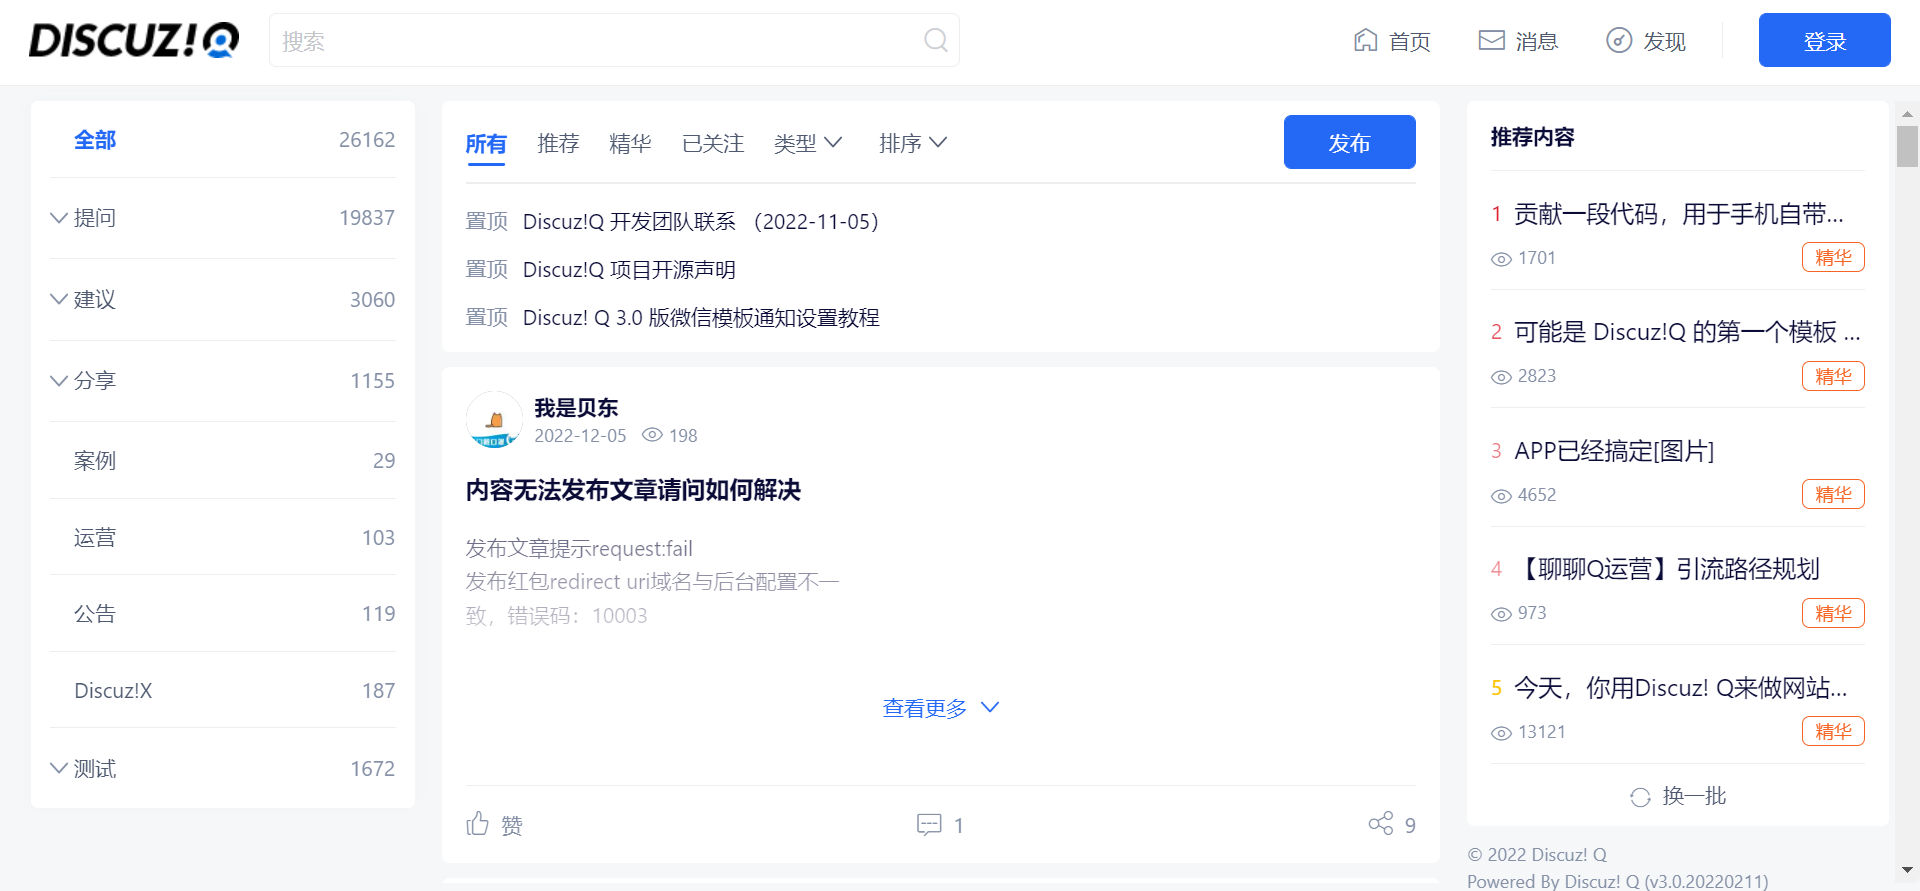 DISCUZ!Q
搜索
首页
消息
发现
登录
全部 26162
提问 19837
建议 3060
分享 1155
案例 29
运营 103
公告 119
Discuz!X 187
测试 1672
所有 推荐 精华 已关注 类型 排序
发布
置顶 Discuz!Q 开发团队联系 （2022-11-05）
置顶 Discuz!Q 项目开源声明
置顶 Discuz! Q 3.0 版微信模板通知设置教程
我是贝东
2022-12-05 198
内容无法发布文章请问如何解决
发布文章提示request:fail
发布红包redirect uri域名与后台配置不一
致，错误码：10003
查看更多
赞 1 9
推荐内容
1 贡献一段代码，用于手机自带...
1701 精华
2 可能是 Discuz!Q 的第一个模板 ...
2823 精华
3 APP已经搞定[图片]
4652 精华
4 【聊聊Q运营】引流路径规划
973 精华
5 今天，你用Discuz! Q来做网站...
13121 精华
换一批
© 2022 Discuz! Q
Powered By Discuz! Q (v3.0.20220211)